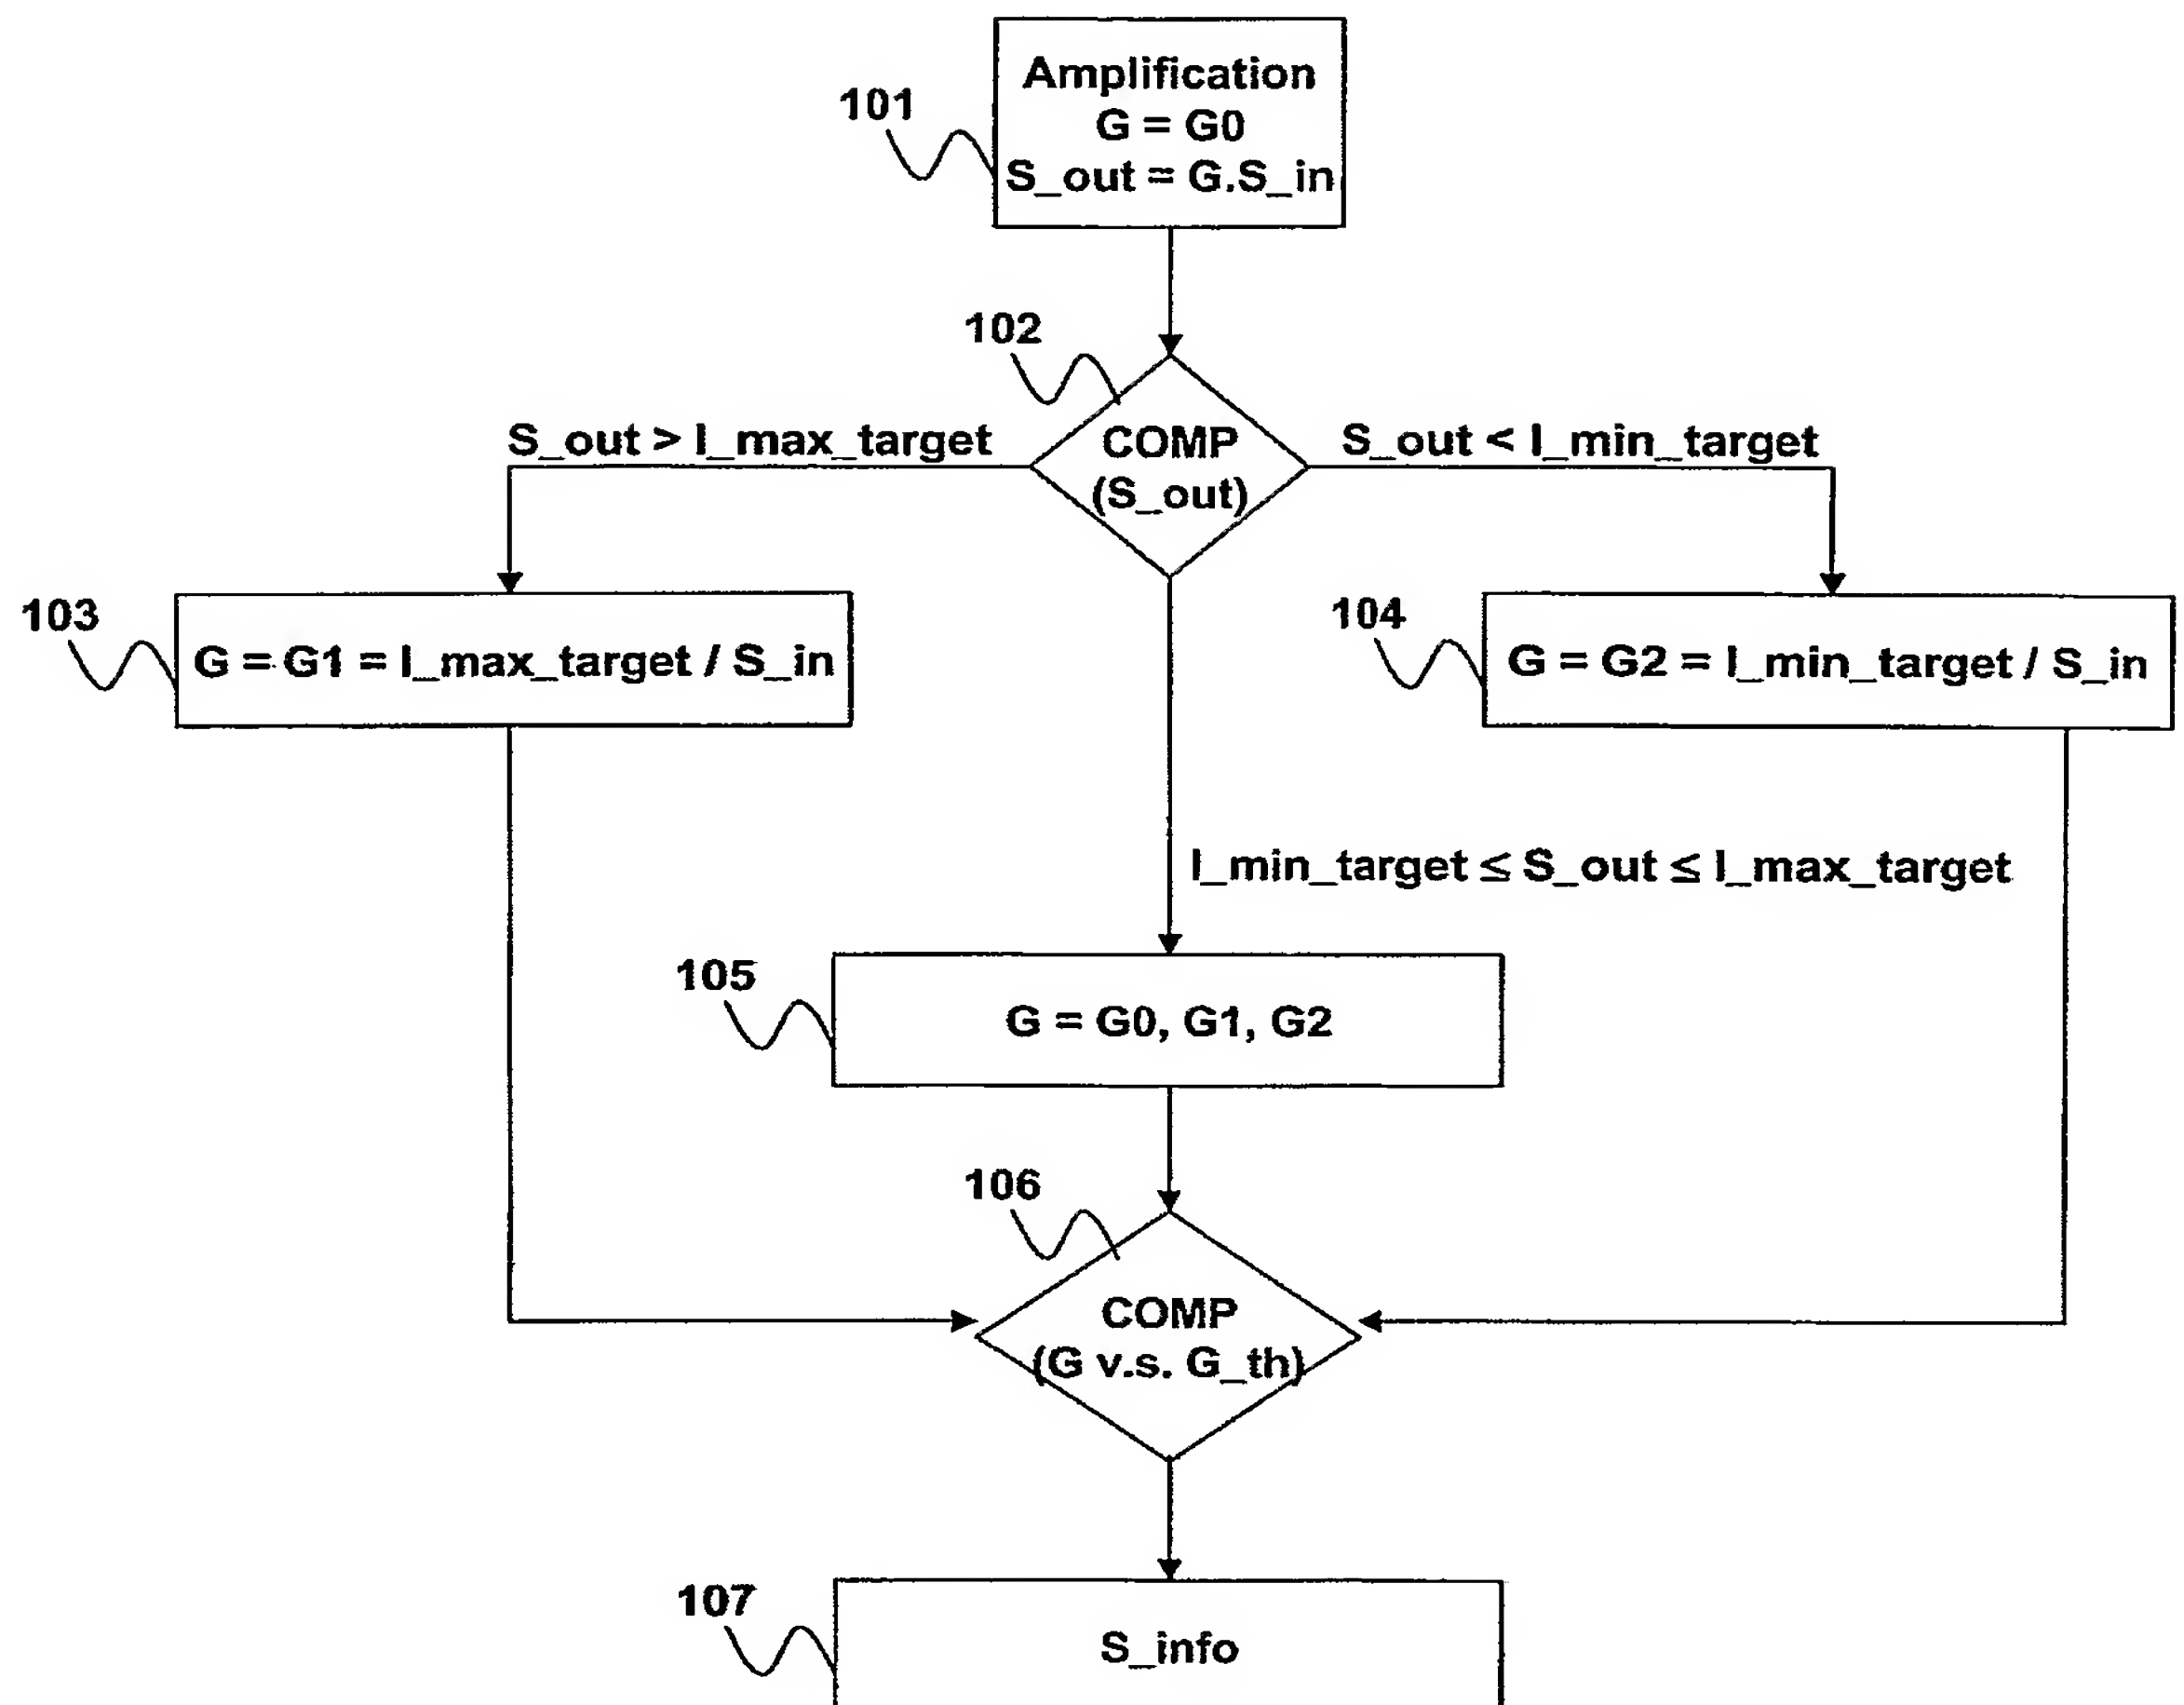 Amplification
G = G0
S_out = G.S_in
101
102
S_out > I_max_target
COMP
(S_out)
S_out < I_min_target
103
G = G1 = I_max_target / S_in
104
G = G2 = I_min_target / S_in
I_min_target ≤ S_out ≤ I_max_target
105
G = G0, G1, G2
106
COMP
(G v.s. G_th)
107
S_info